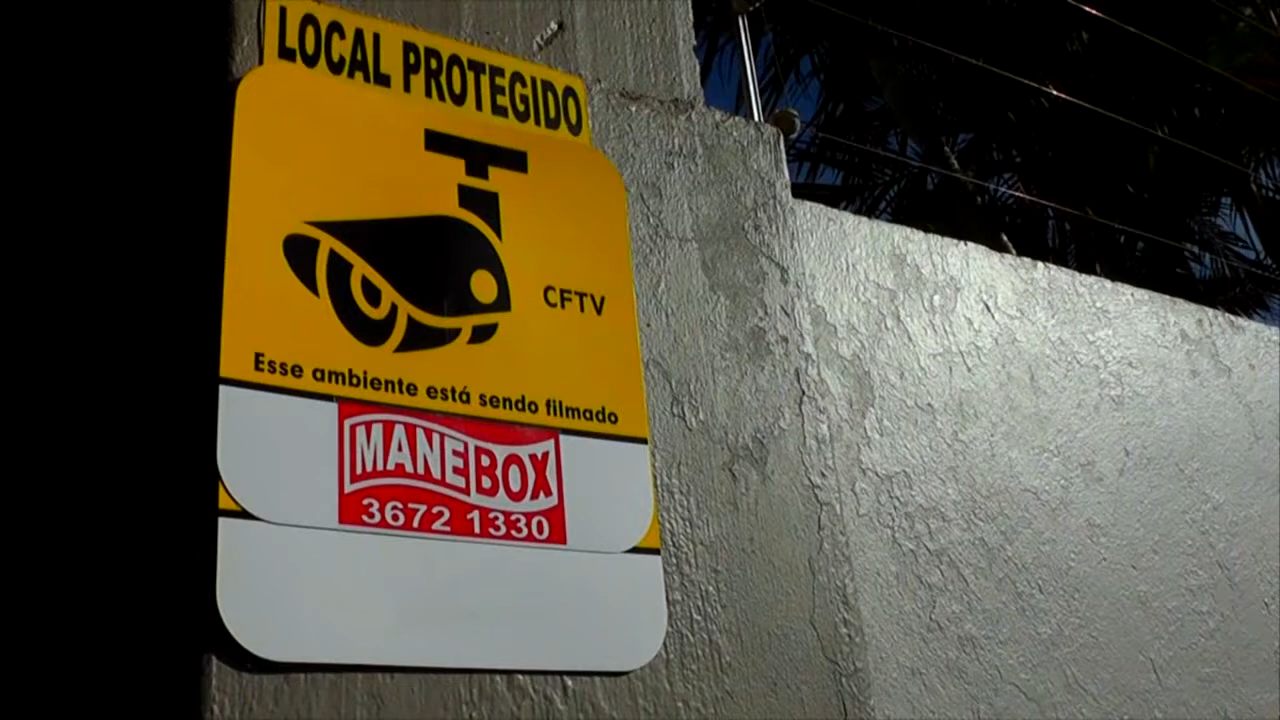 LOCAL PROTEGIDO
CFTV
Esse ambiente está sendo filmado
MANEBOX
3672 1330